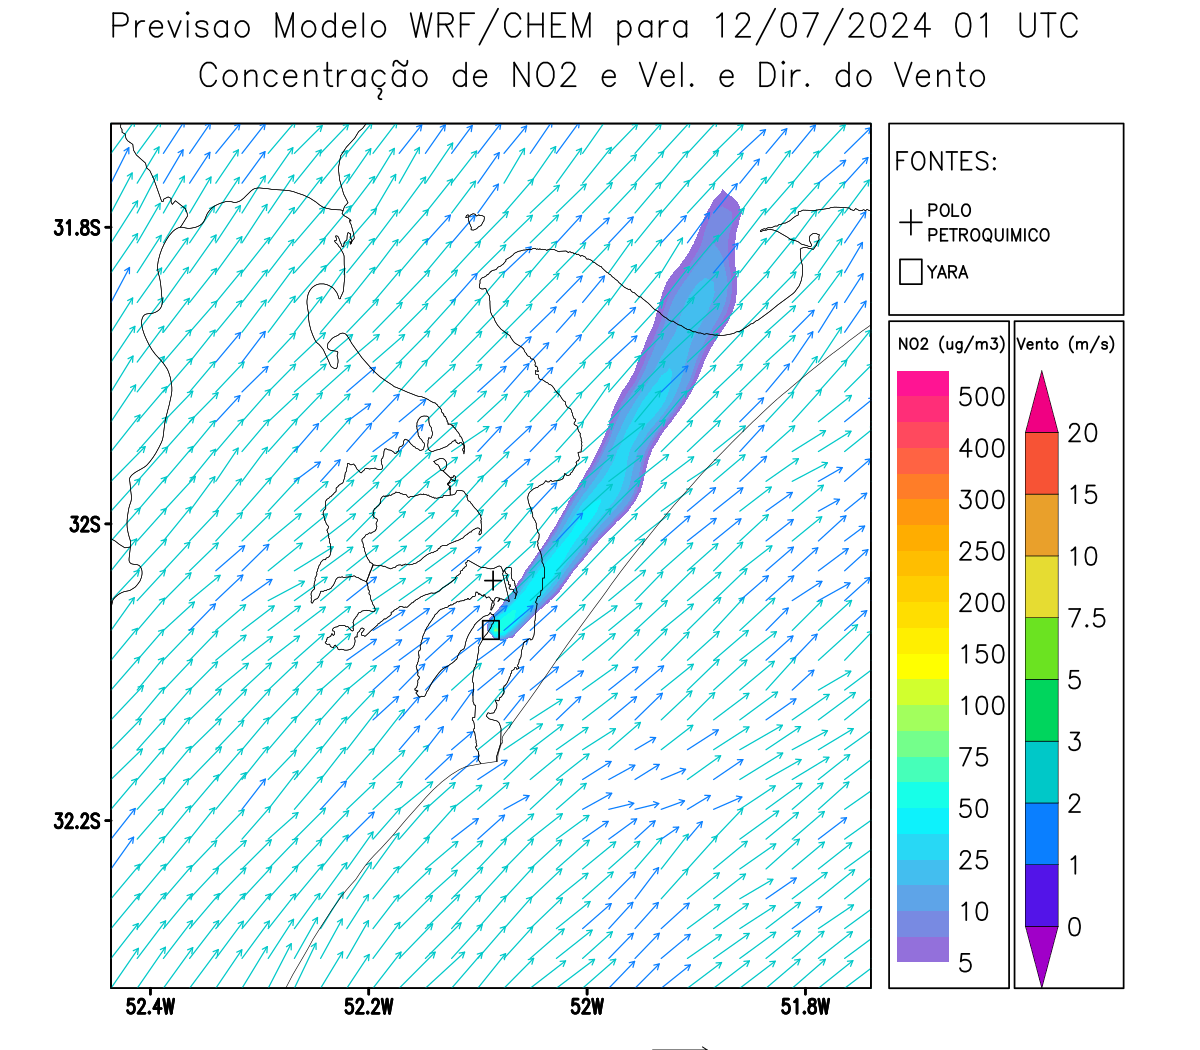 Previsao Modelo WRF/CHEM para 12/07/2024 01 UTC
Concentração de NO2 e Vel. e Dir. do Vento
FONTES:
POLO
PETROQUIMICO
YARA
NO2 (ug/m3)
Vento (m/s)
500
400
300
250
200
150
100
75
50
25
10
5
20
15
10
7.5
5
3
2
1
0
31.8S
32S
32.2S
52.4W
52.2W
52W
51.8W